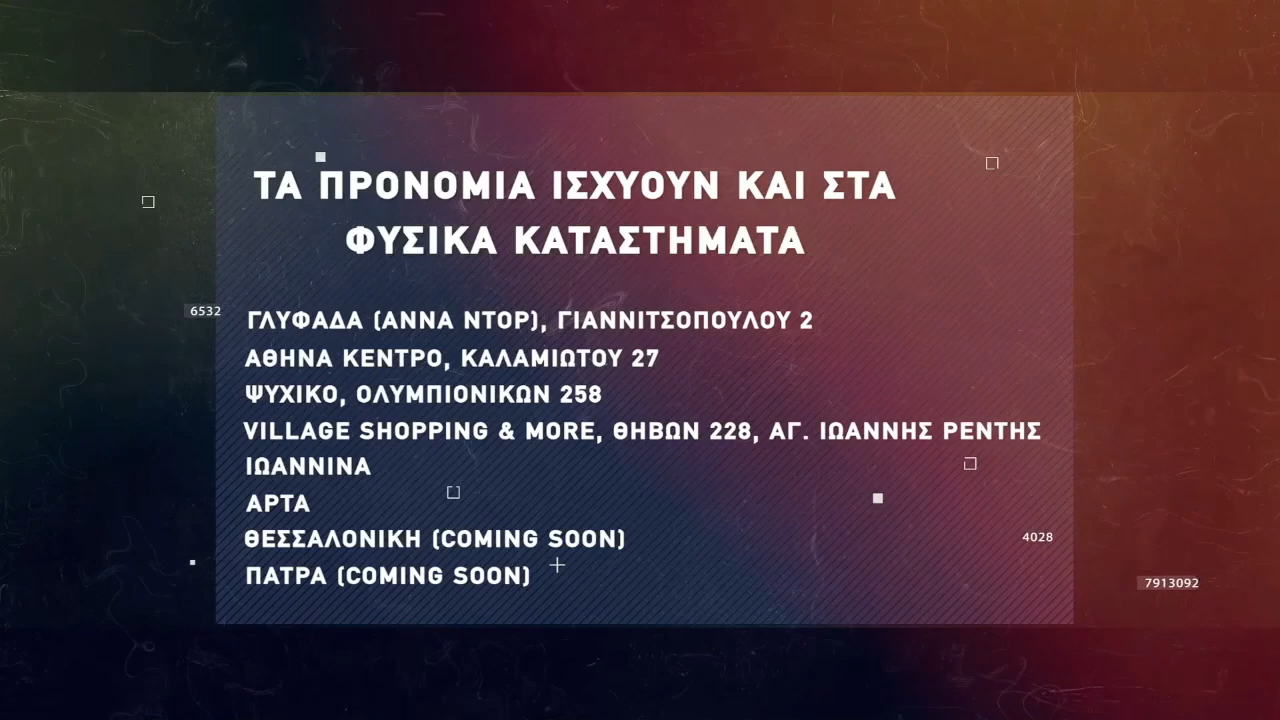 ΤΑ ΠΡΟΝΟΜΙΑ ΙΣΧΥΟΥΝ ΚΑΙ ΣΤΑ
ΦΥΣΙΚΑ ΚΑΤΑΣΤΗΜΑΤΑ
6532
ΓΛΥΦΑΔΑ (ΑΝΝΑ ΝΤΟΡ), ΓΙΑΝΝΙΤΣΟΠΟΥΛΟΥ 2
ΑΘΗΝΑ ΚΕΝΤΡΟ, ΚΑΛΑΜΙΩΤΟΥ 27
ΨΥΧΙΚΟ, ΟΛΥΜΠΙΟΝΙΚΩΝ 258
VILLAGE SHOPPING & MORE, ΘΗΒΩΝ 228, ΑΓ. ΙΩΑΝΝΗΣ ΡΕΝΤΗΣ
ΙΩΑΝΝΙΝΑ
ΑΡΤΑ
ΘΕΣΣΑΛΟΝΙΚΗ (COMING SOON)
4028
ΠΑΤΡΑ (COMING SOON)
7913092